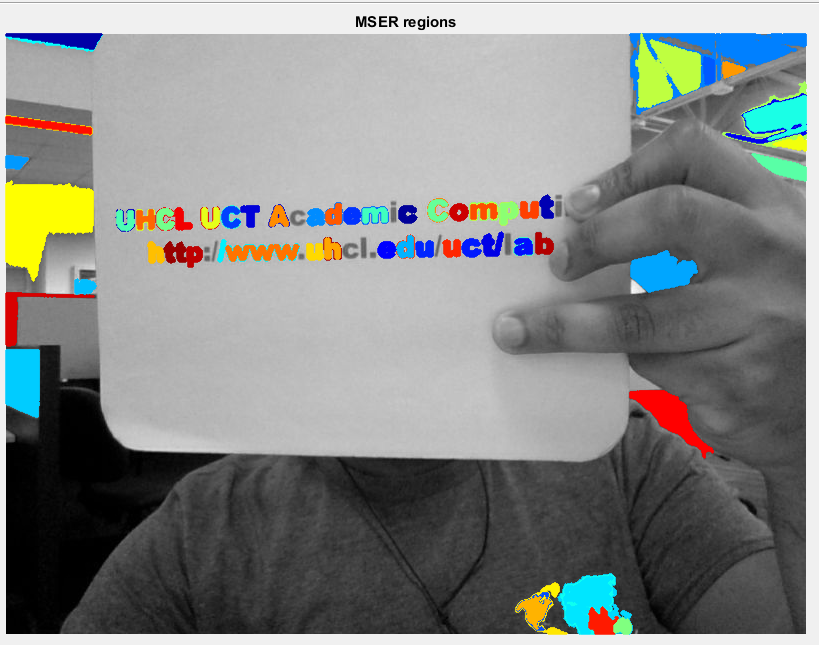 MSER regions
UHCL UCT Academic Computi
http://www.uhcl.edu/uct/lab